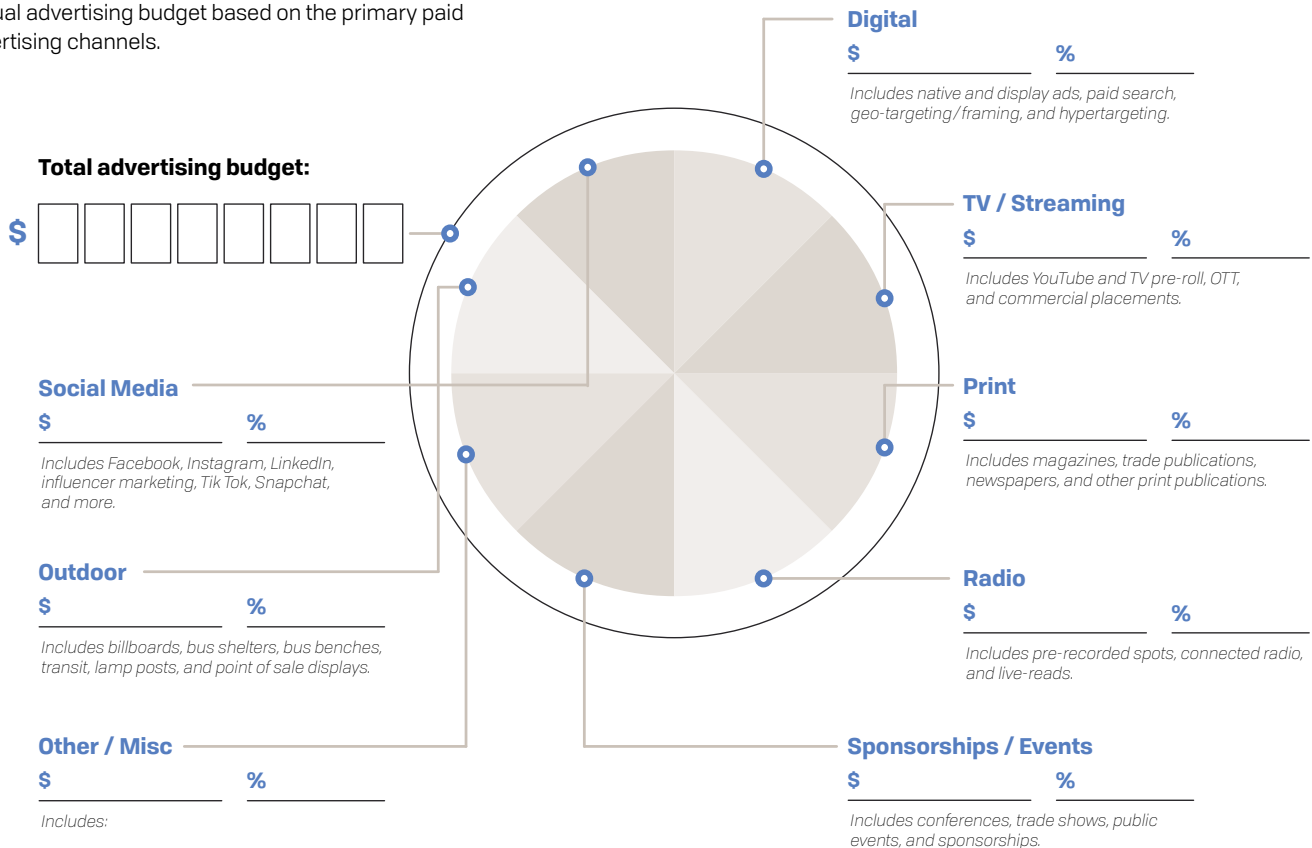 advertising budget based on the primary paid
channels.
Total advertising budget:
$
Digital
$ %
Includes native and display ads, paid search,
geo-targeting/framing, and hypertargeting.
TV / Streaming
$ %
Includes YouTube and TV pre-roll, OTT,
and commercial placements.
Print
$ %
Includes magazines, trade publications,
newspapers, and other print publications.
Radio
$ %
Includes pre-recorded spots, connected radio,
and live-reads.
Sponsorships / Events
$ %
Includes conferences, trade shows, public
events, and sponsorships.
Social Media
$ %
Includes Facebook, Instagram, LinkedIn,
influencer marketing, Tik Tok, Snapchat,
and more.
Outdoor
$ %
Includes billboards, bus shelters, bus benches,
transit, lamp posts, and point of sale displays.
Other / Misc
$ %
Includes: